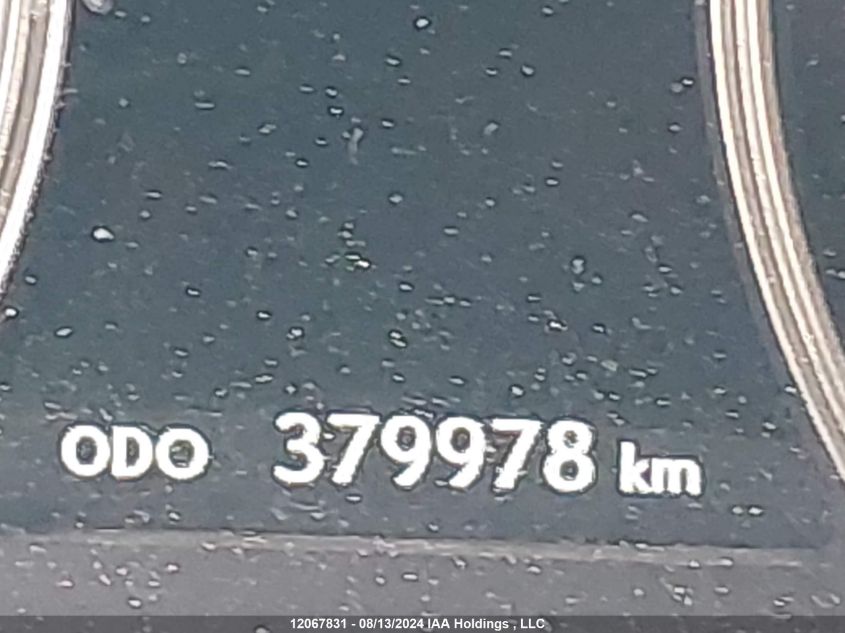 ODO 379978 km
12067831 - 08/13/2024 IAA Holdings , LLC